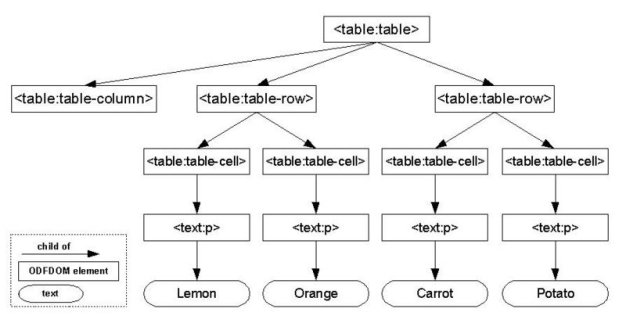 <table:table>
<table:table-column> <table:table-row> <table:table-row>
<table:table-cell> <table:table-cell> <table:table-cell> <table:table-cell>
<text:p> <text:p> <text:p> <text:p>
child of
ODFDOM element
text
Lemon Orange Carrot Potato